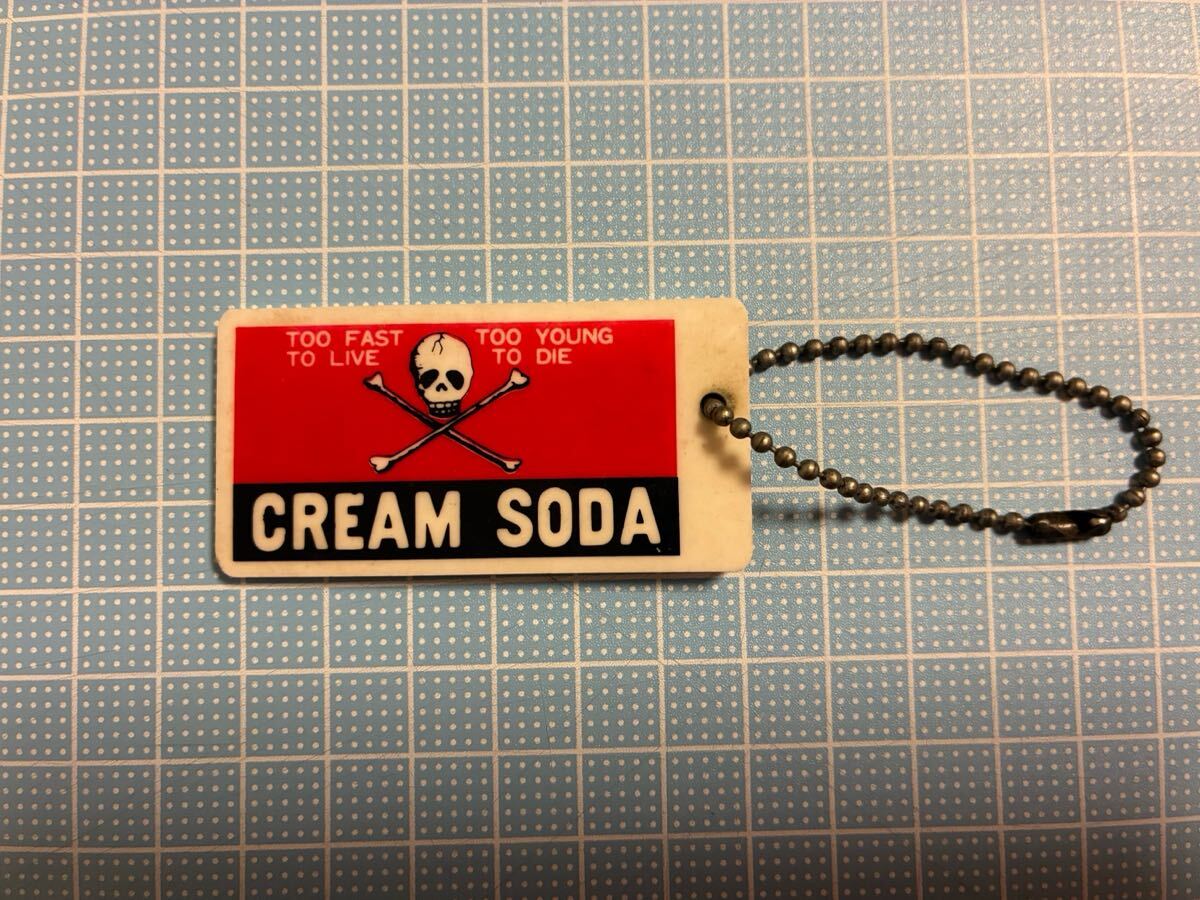 TOO FAST TO LIVE
TOO YOUNG TO DIE
CREAM SODA